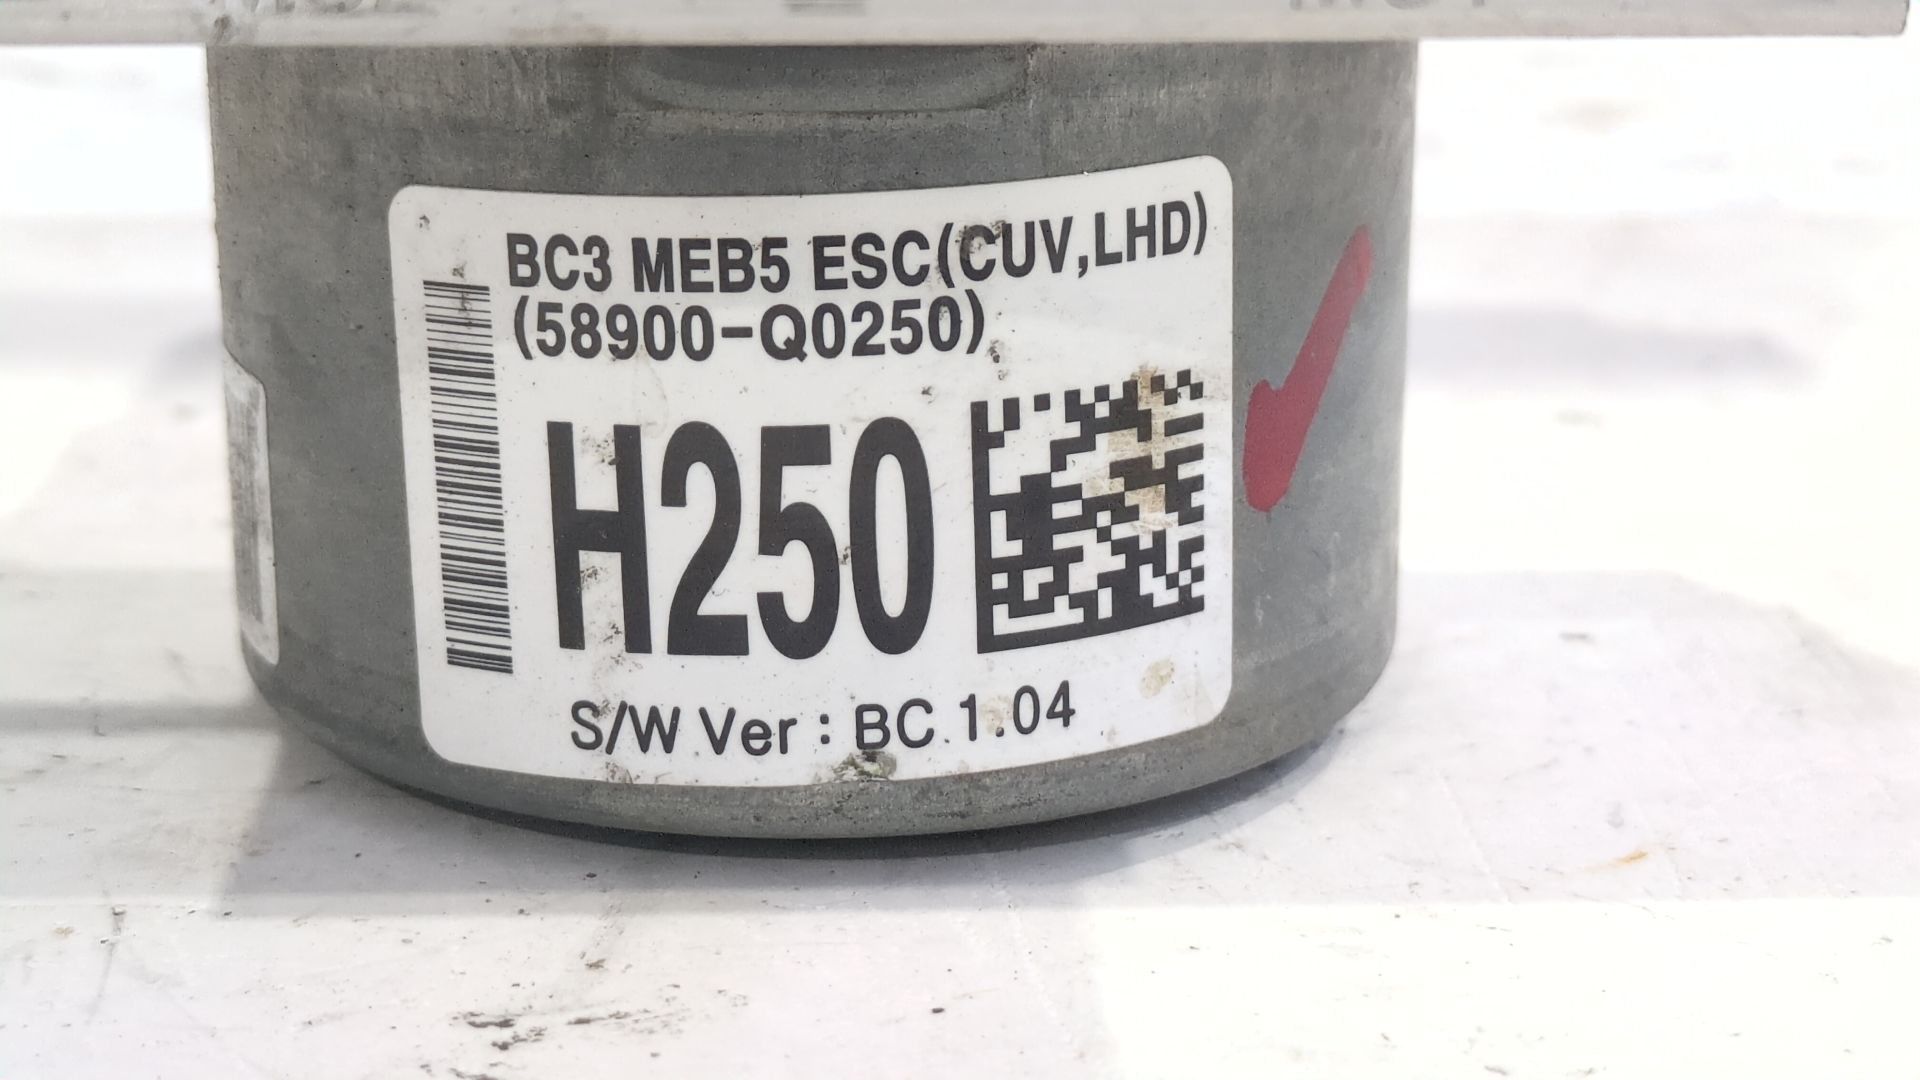 BC3 MEB5 ESC(CUV,LHD)
(58900-Q0250)
H250
S/W Ver : BC 1.04